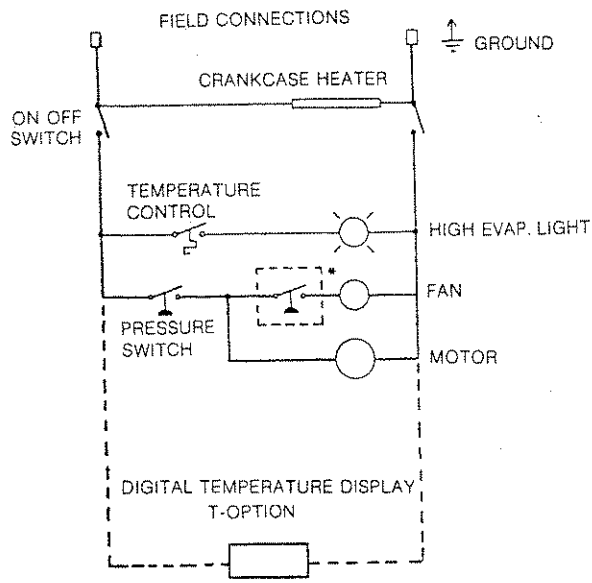 FIELD CONNECTIONS
GROUND
CRANKCASE HEATER
ON OFF
SWITCH
TEMPERATURE
CONTROL
HIGH EVAP. LIGHT
*
FAN
PRESSURE
SWITCH
MOTOR
DIGITAL TEMPERATURE DISPLAY
T-OPTION